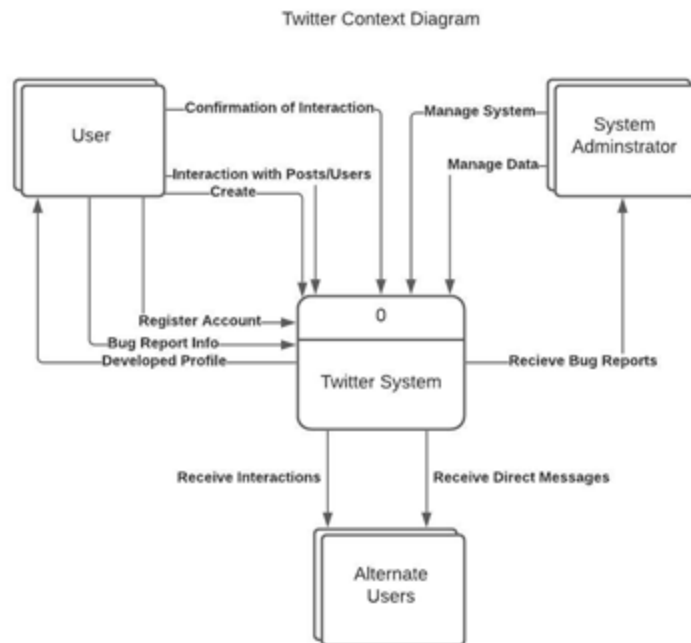 Twitter Context Diagram
User
Confirmation of Interaction
Manage System
System
Adminstrator
Interaction with Posts/Users
Create
Manage Data
0
Register Account
Bug Report Info
Developed Profile
Twitter System
Recieve Bug Reports
Receive Interactions
Receive Direct Messages
Alternate
Users